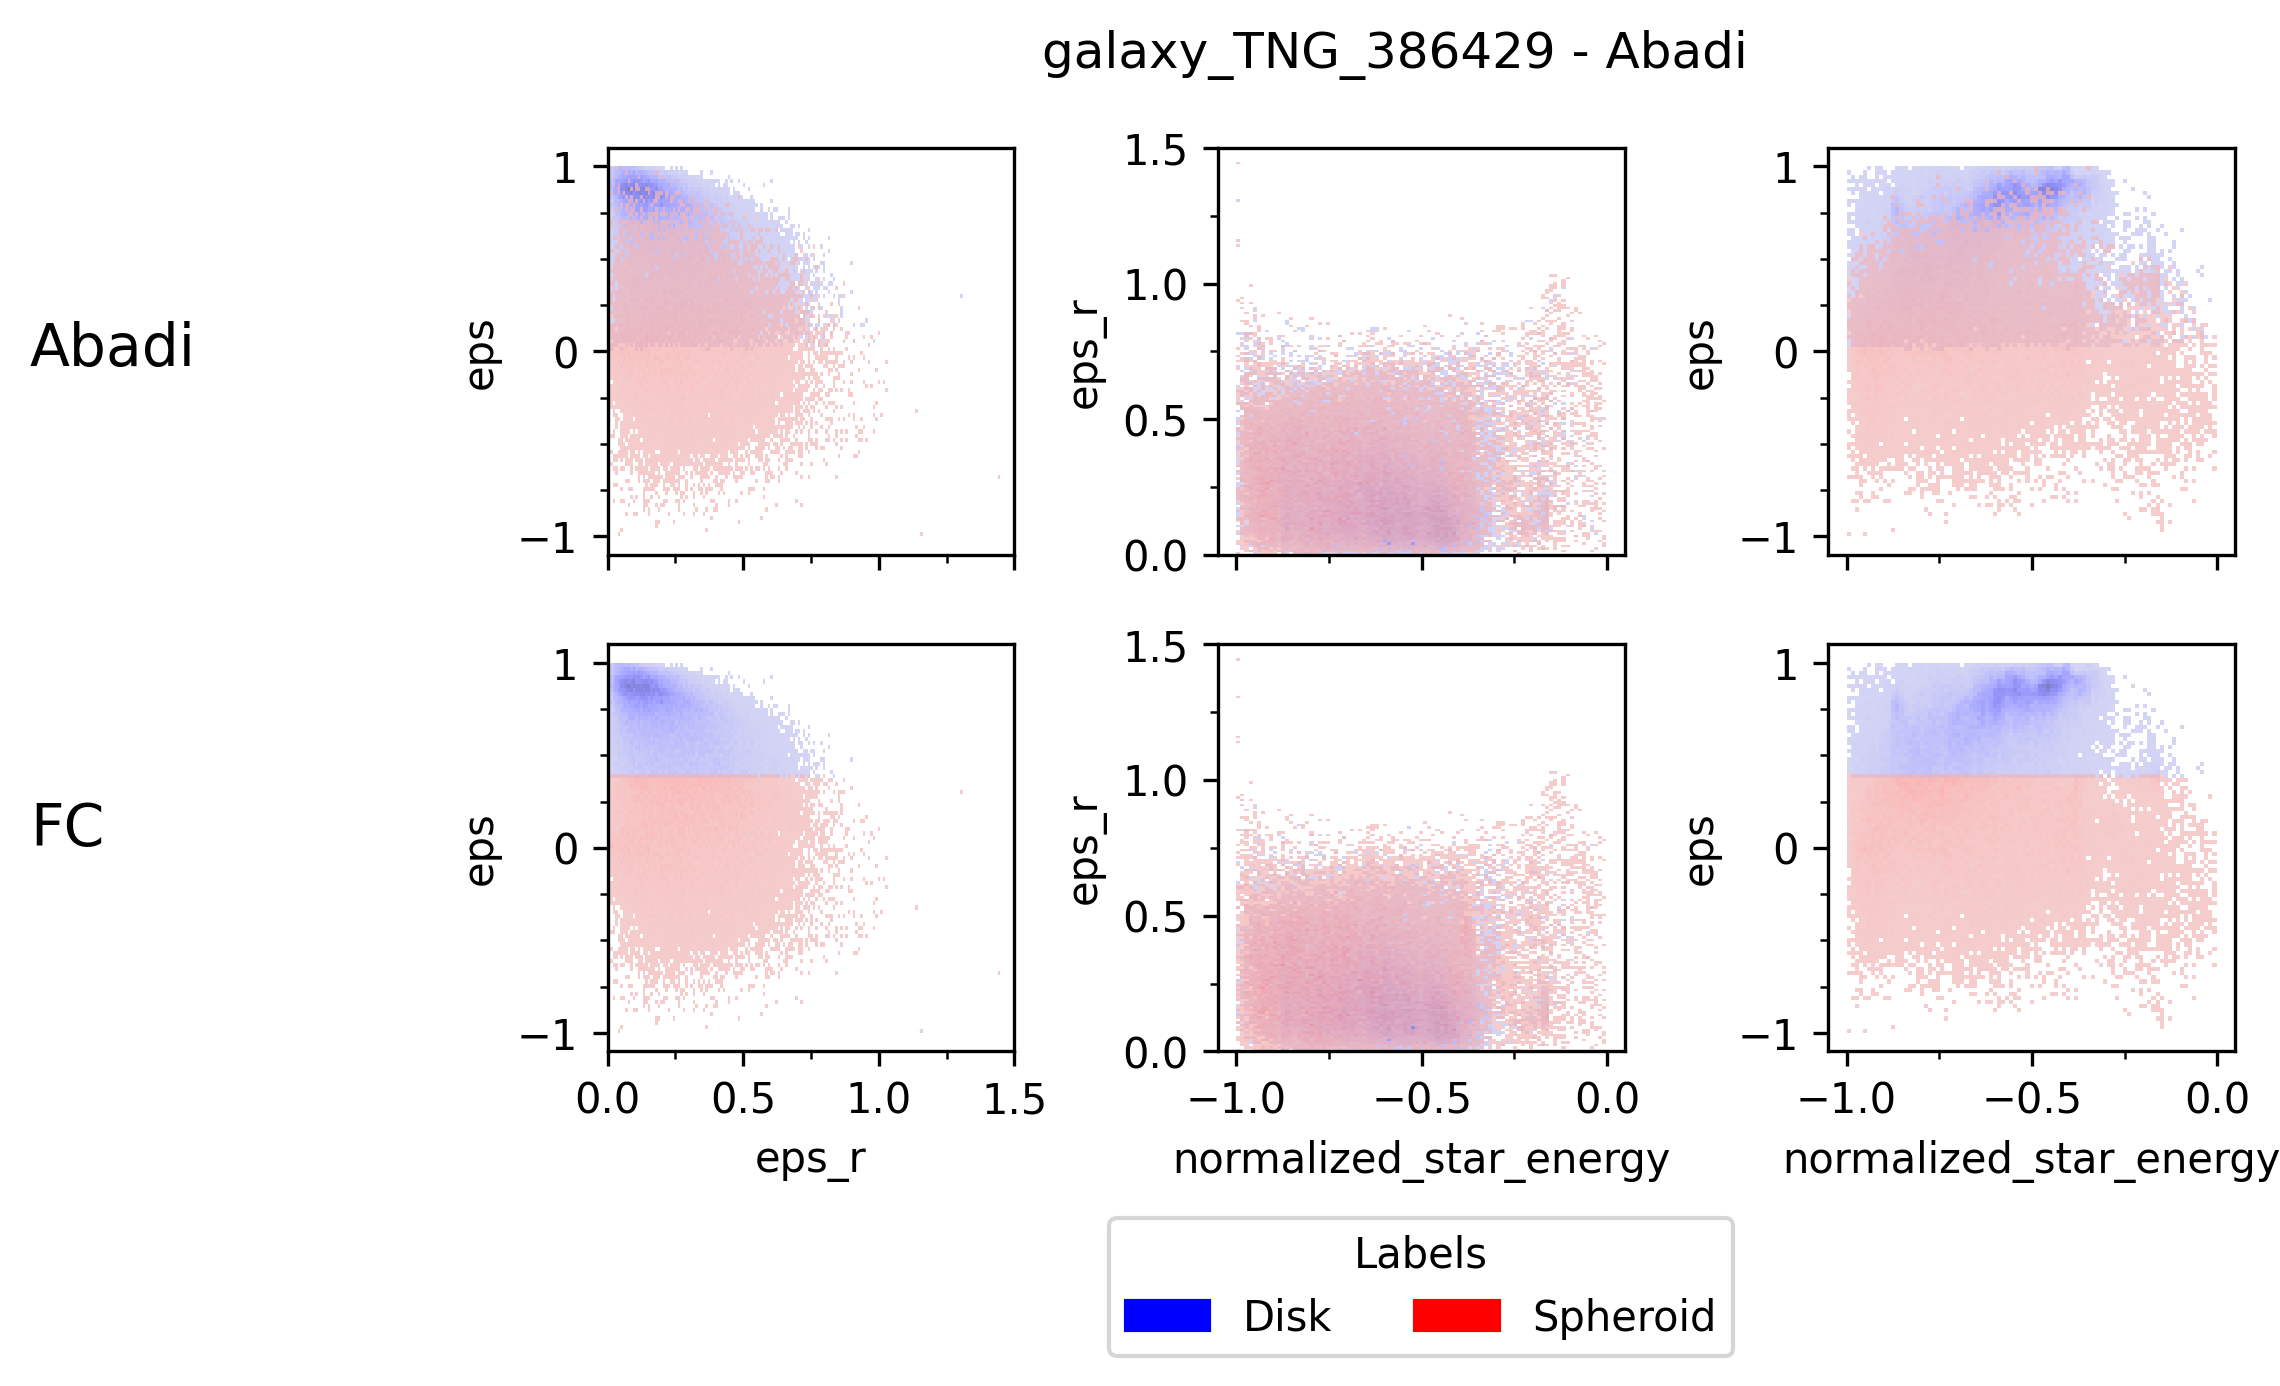 galaxy_TNG_386429 - Abadi
Abadi
eps
1
0
−1
eps_r
1.5
1.0
0.5
0.0
eps
1
0
−1
FC
eps
1
0
−1
0.0 0.5 1.0 1.5
eps_r
eps_r
1.5
1.0
0.5
0.0
−1.0 −0.5 0.0
normalized_star_energy
eps
1
0
−1
−1.0 −0.5 0.0
normalized_star_energy
Labels
Disk Spheroid